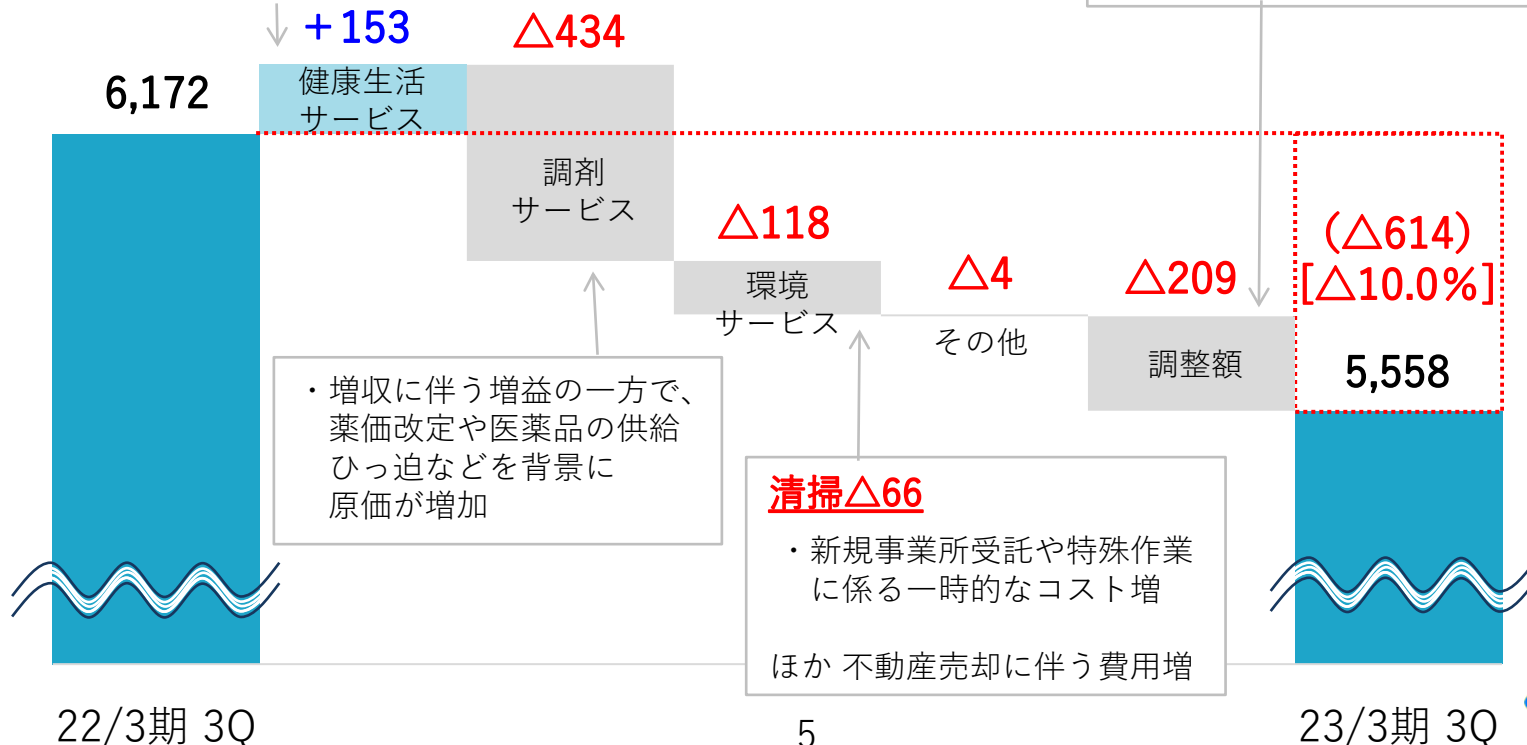 +153
△434
6,172
健康生活
サービス
調剤
サービス
△118
環境
サービス
△4
その他
△209
調整額
(△614)
[△10.0%]
5,558
・増収に伴う増益の一方で、
薬価改定や医薬品の供給
ひっ迫などを背景に
原価が増加
清掃△66
・新規事業所受託や特殊作業
に係る一時的なコスト増
ほか 不動産売却に伴う費用増
22/3期 3Q
5
23/3期 3Q